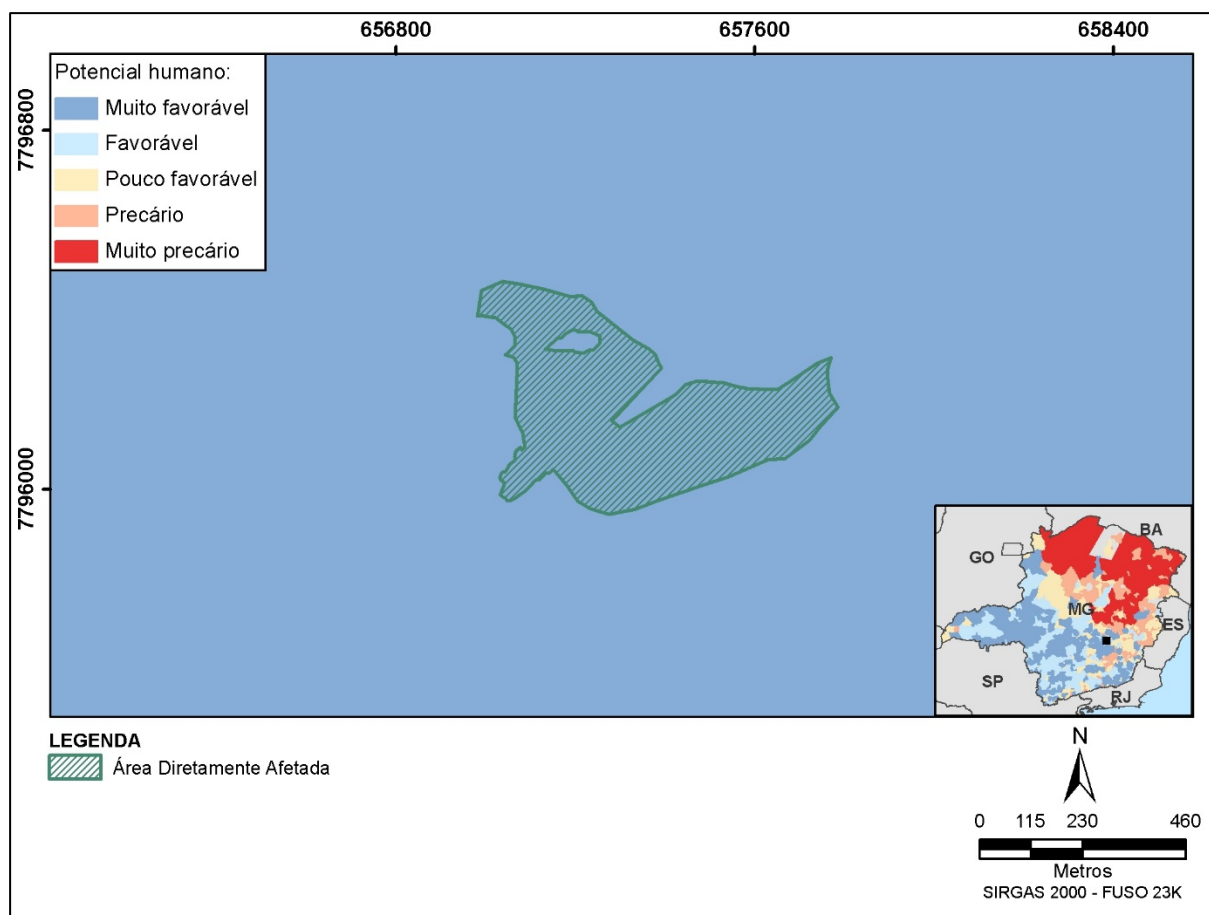 656800 657600 658400
7796800
7796000
Potencial humano:
Muito favorável
Favorável
Pouco favorável
Precário
Muito precário
BA
GO
MG
ES
SP
RJ
LEGENDA
Área Diretamente Afetada
N
0 115 230 460
Metros
SIRGAS 2000 - FUSO 23K